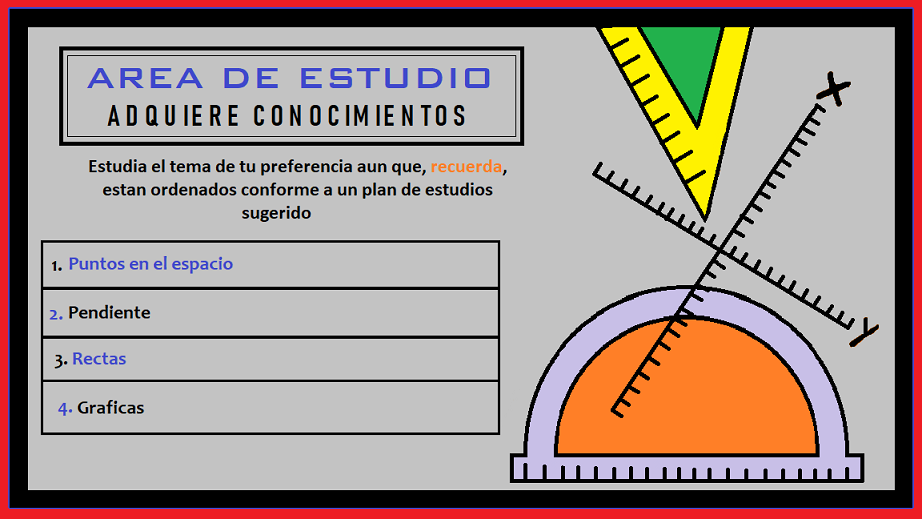 AREA DE ESTUDIO
ADQUIERE CONOCIMIENTOS
Estudia el tema de tu preferencia aun que, recuerda,
estan ordenados conforme a un plan de estudios
sugerido
1. Puntos en el espacio
2. Pendiente
3. Rectas
4. Graficas
X
Y